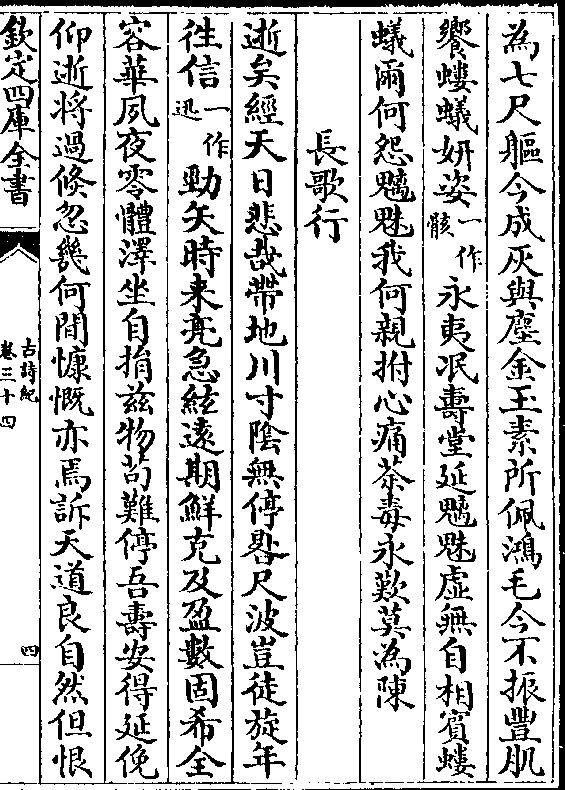 為七尺軀今成灰與塵金玉素所佩鴻毛今不振豐肌
饗螻蟻妍姿一作骸永夷泯壽堂延魑魅虛無自相賓螻
蟻爾何怨魑魅我何親拊心痛荼毒永歎莫為陳
長歌行
逝矣經天日悲哉帶地川寸陰無停晷尺波豈徒旋年
徃信一作迅勁矢時来亮急絃遠期鮮克及盈數固希全
容華夙夜零體澤坐自捐兹物茍難停吾壽安得延俛
仰逝將過倐忽幾何間慷慨亦焉訴天道良自然但恨
欽定四庫全書
古詩紀
卷三十四
四